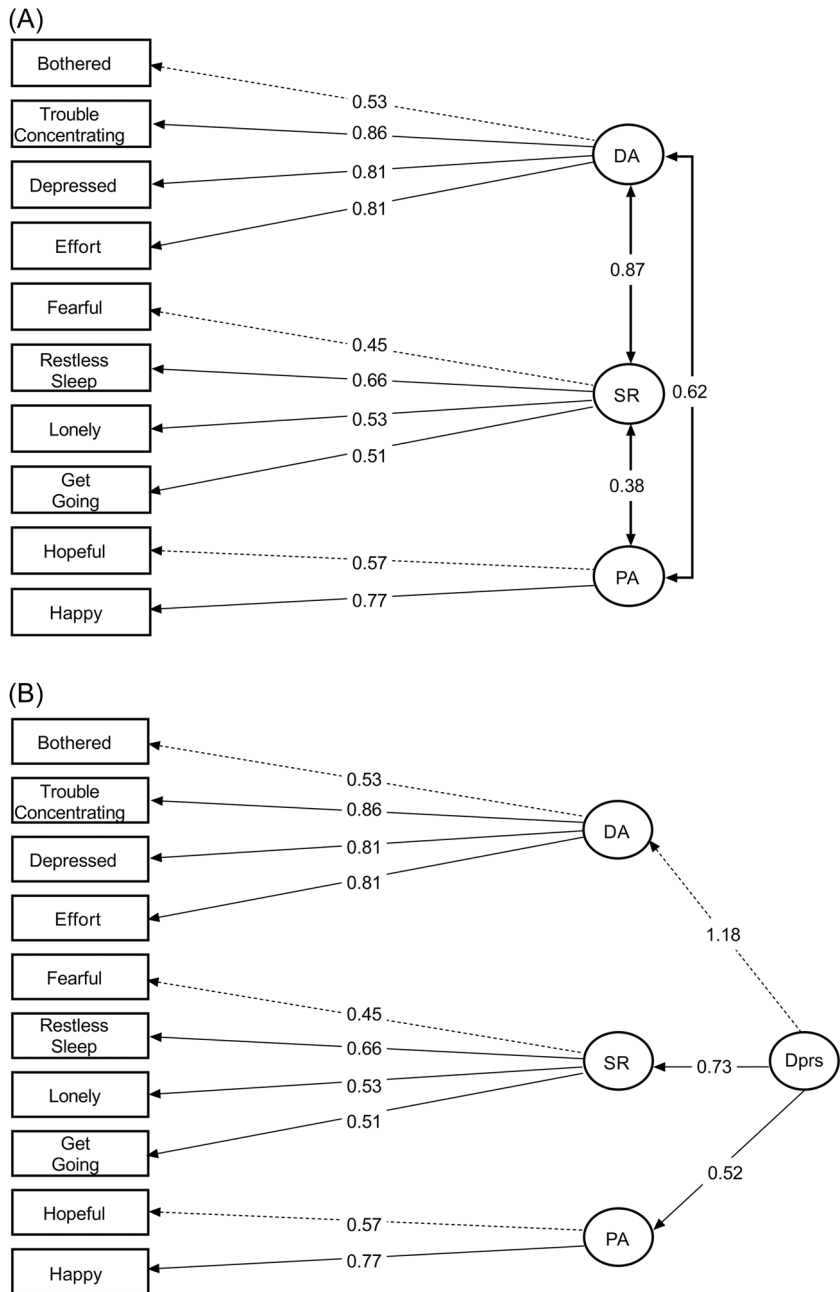 (A)
Bothered
0.53
Trouble
Concentrating
0.86
DA
Depressed
0.81
Effort
0.81
0.87
Fearful
0.45
Restless
Sleep
0.66
SR
0.62
Lonely
0.53
Get
Going
0.51
0.38
Hopeful
0.57
PA
Happy
0.77
(B)
Bothered
0.53
Trouble
Concentrating
0.86
DA
Depressed
0.81
Effort
0.81
1.18
Fearful
0.45
Restless
Sleep
0.66
SR
0.73
Dprs
Lonely
0.53
Get
Going
0.51
0.52
Hopeful
0.57
PA
Happy
0.77